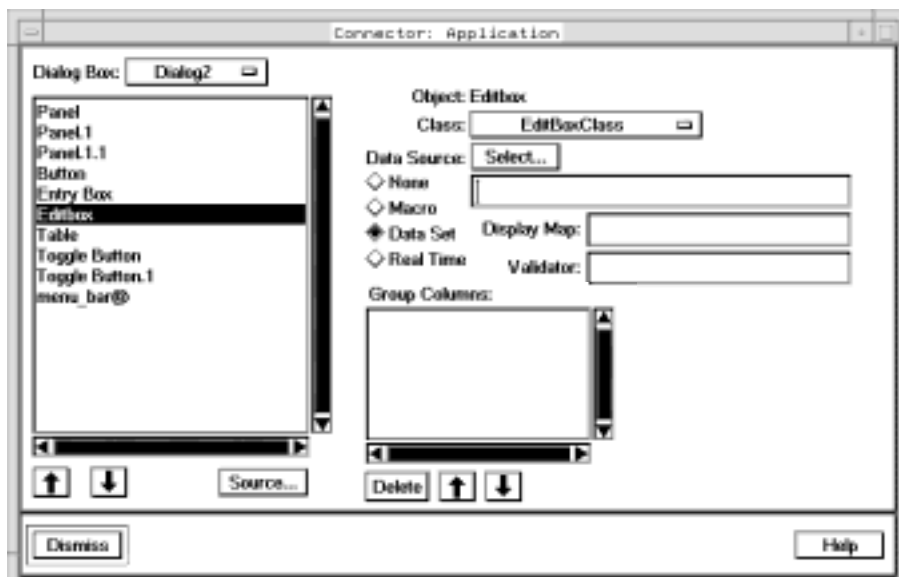 Connector: Application
Dialog Box: Dialog2
Panel
Panel.1
Panel.1.1
Button
Entry Box
Editbox
Table
Toggle Button
Toggle Button.1
menu_bar@
Source...
Object: Editbox
Class: EditBoxClass
Data Source: Select...
None
Macro
Data Set
Real Time
Display Map:
Validator:
Group Columns:
Delete
Dismiss
Help